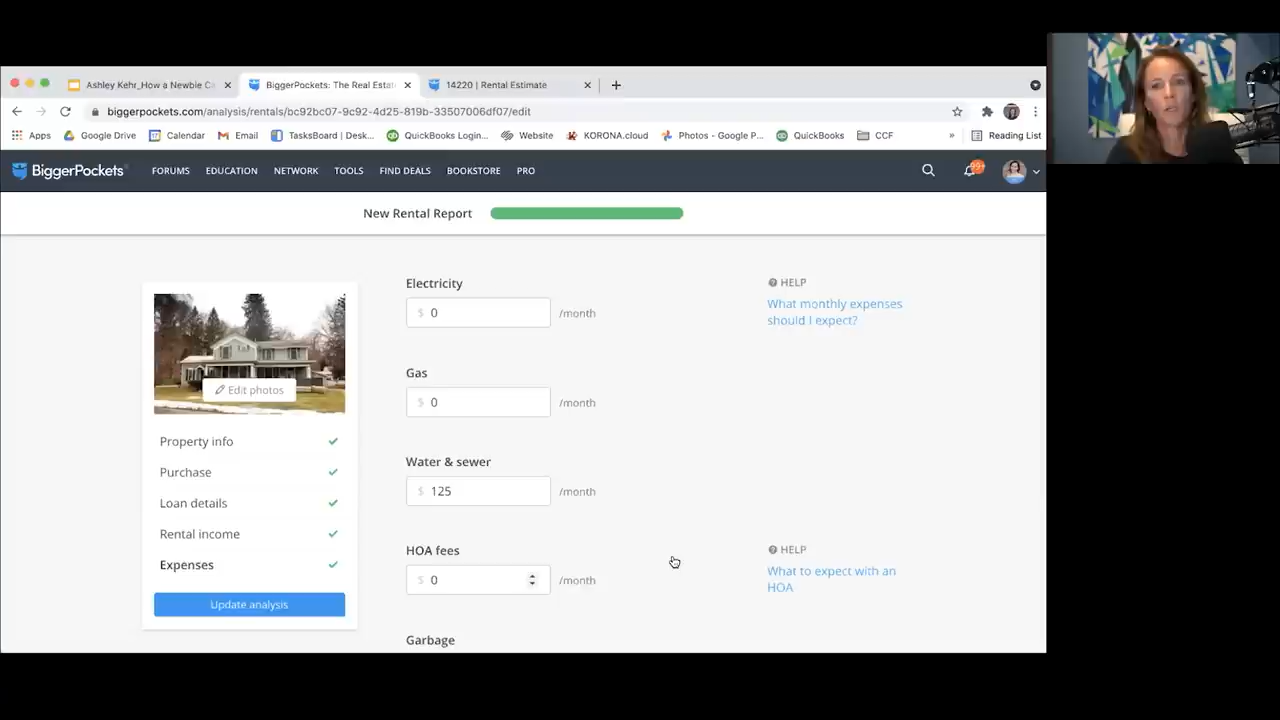 Ashley Kehr_How a Newbie Ca
BiggerPockets: The Real Estat
14220 | Rental Estimate
biggerpockets.com/analysis/rentals/bc92bc07-9c92-4d25-819b-33507006df07/edit
Apps
Google Drive
Calendar
Email
TasksBoard | Desk...
QuickBooks Login...
Website
KORONA.cloud
Photos - Google P...
QuickBooks
CCF
»
Reading List
BiggerPockets
FORUMS
EDUCATION
NETWORK
TOOLS
FIND DEALS
BOOKSTORE
PRO
99+
New Rental Report
Edit photos
Property info
Purchase
Loan details
Rental income
Expenses
Update analysis
Electricity
$ 0 /month
Gas
$ 0 /month
Water & sewer
$ 125 /month
HOA fees
$ 0 /month
Garbage
HELP
What monthly expenses
should I expect?
HELP
What to expect with an
HOA